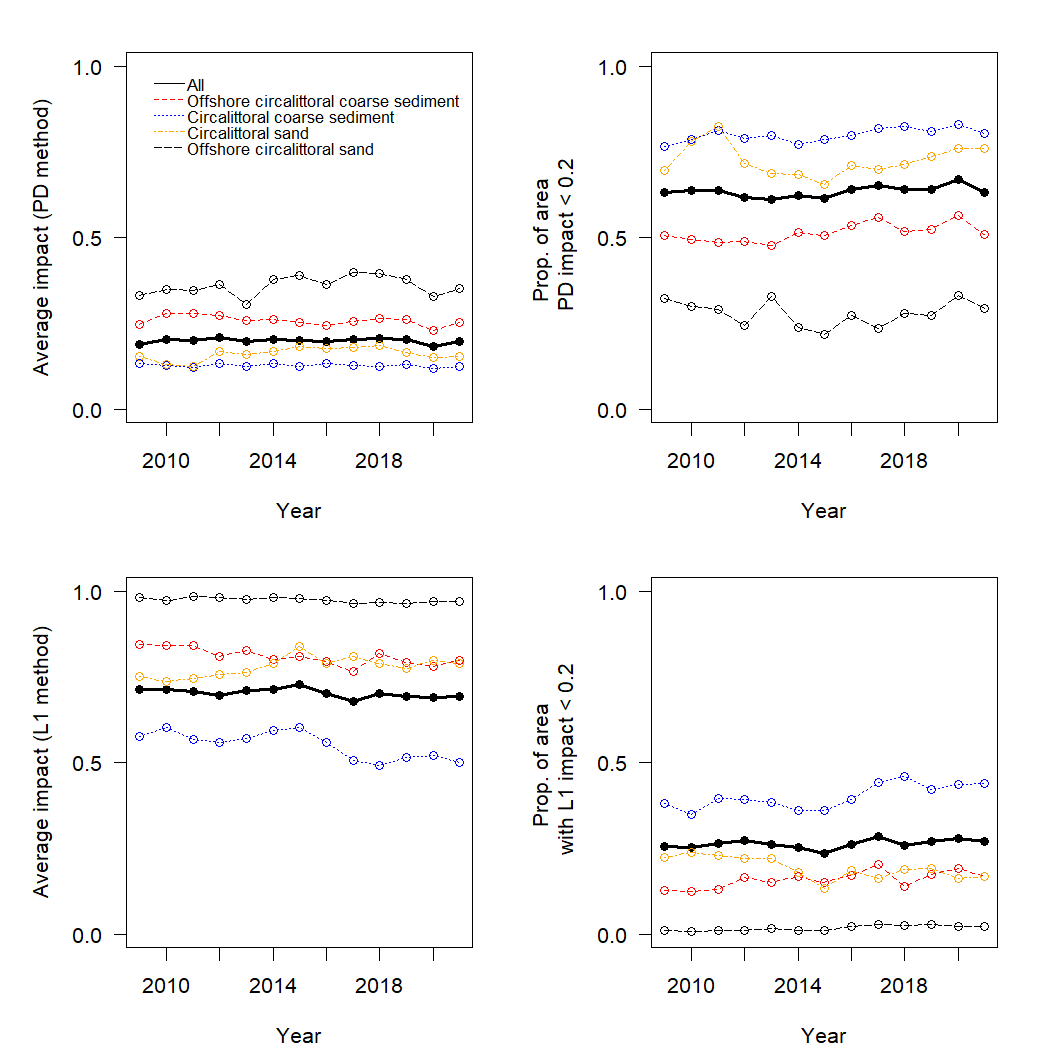 Average impact (PD method)
1.0
0.5
0.0
All
Offshore circalittoral coarse sediment
Circalittoral coarse sediment
Circalittoral sand
Offshore circalittoral sand
2010 2014 2018
Year
Prop. of area
PD impact < 0.2
1.0
0.5
0.0
2010 2014 2018
Year
Average impact (L1 method)
1.0
0.5
0.0
2010 2014 2018
Year
Prop. of area
with L1 impact < 0.2
1.0
0.5
0.0
2010 2014 2018
Year